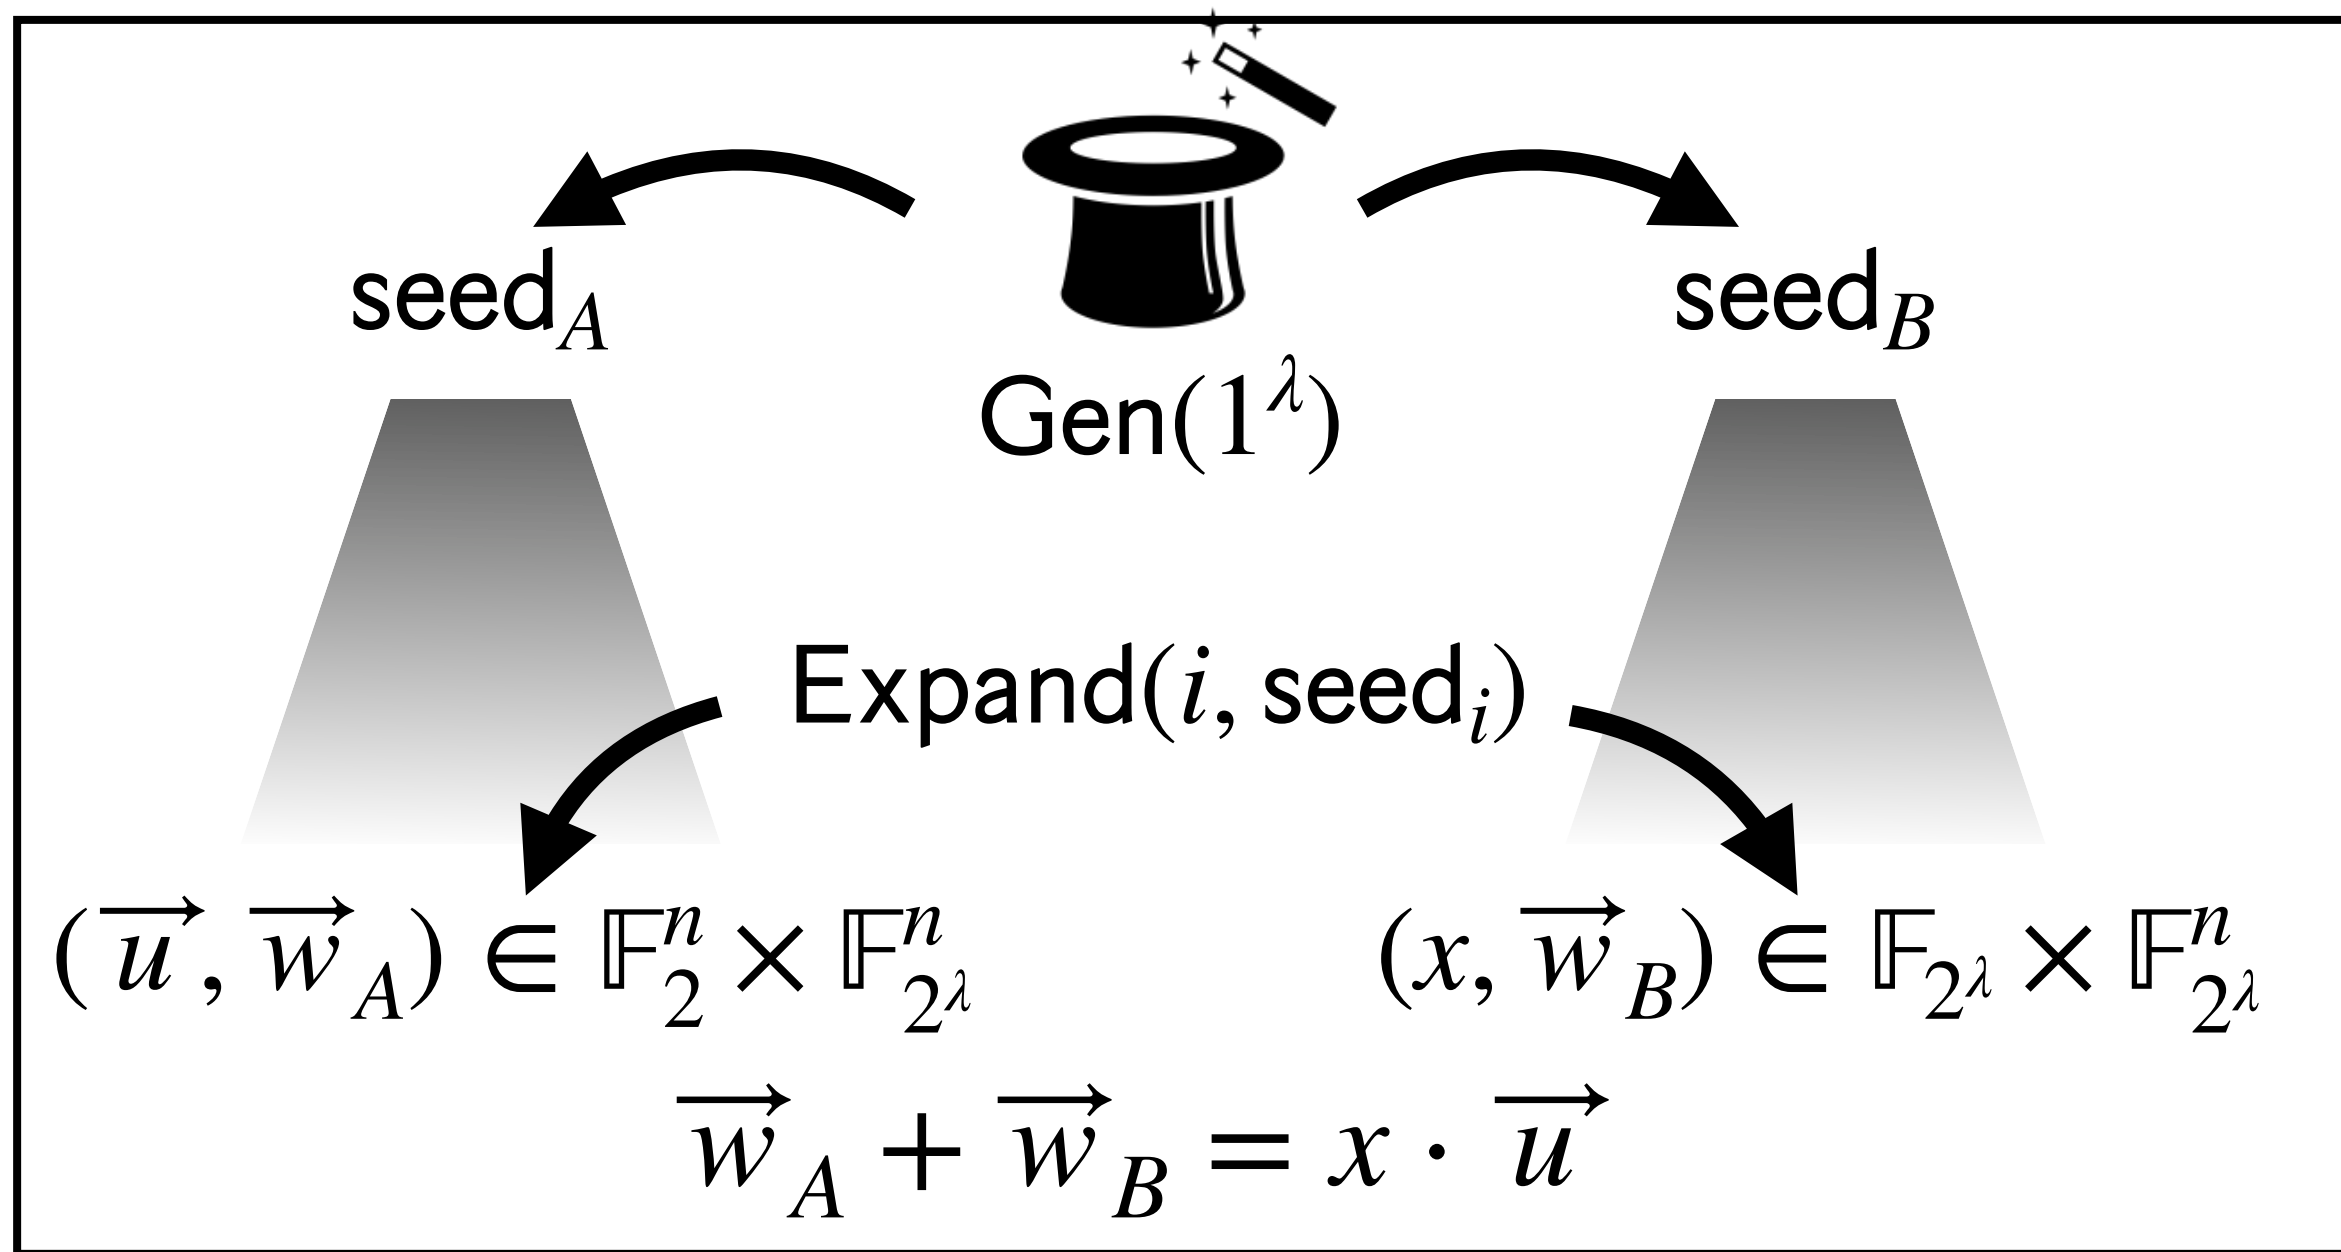 seed_A seed_B
Gen(1^λ)
Expand(i, seed_i)
(u⃗, w⃗_A) ∈ 𝔽_2^n × 𝔽_{2^λ}^n (x, w⃗_B) ∈ 𝔽_{2^λ} × 𝔽_{2^λ}^n
w⃗_A + w⃗_B = x · u⃗